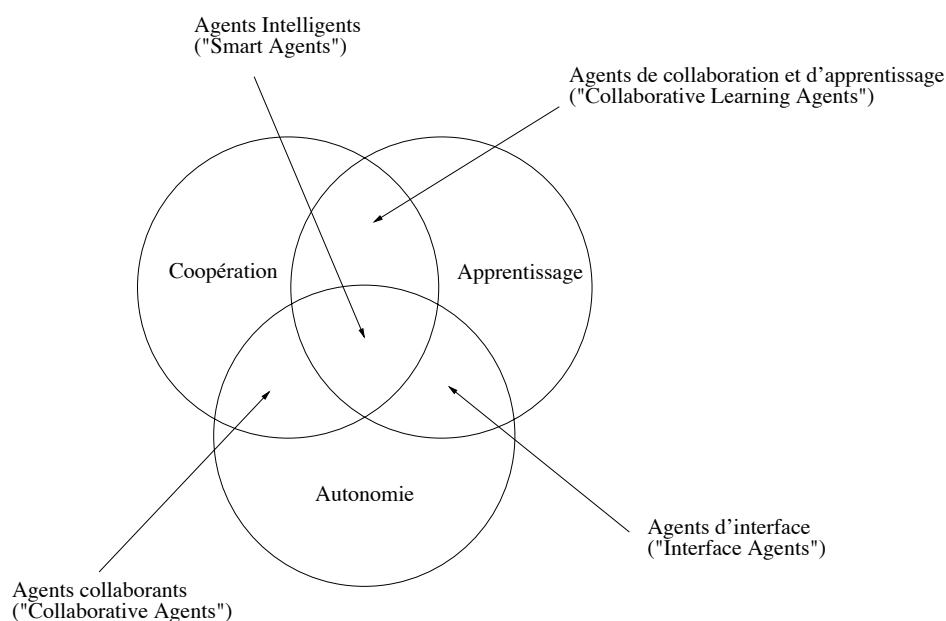 Agents Intelligents
("Smart Agents")
Agents de collaboration et d'apprentissage
("Collaborative Learning Agents")
Coopération
Apprentissage
Autonomie
Agents d'interface
("Interface Agents")
Agents collaborants
("Collaborative Agents")